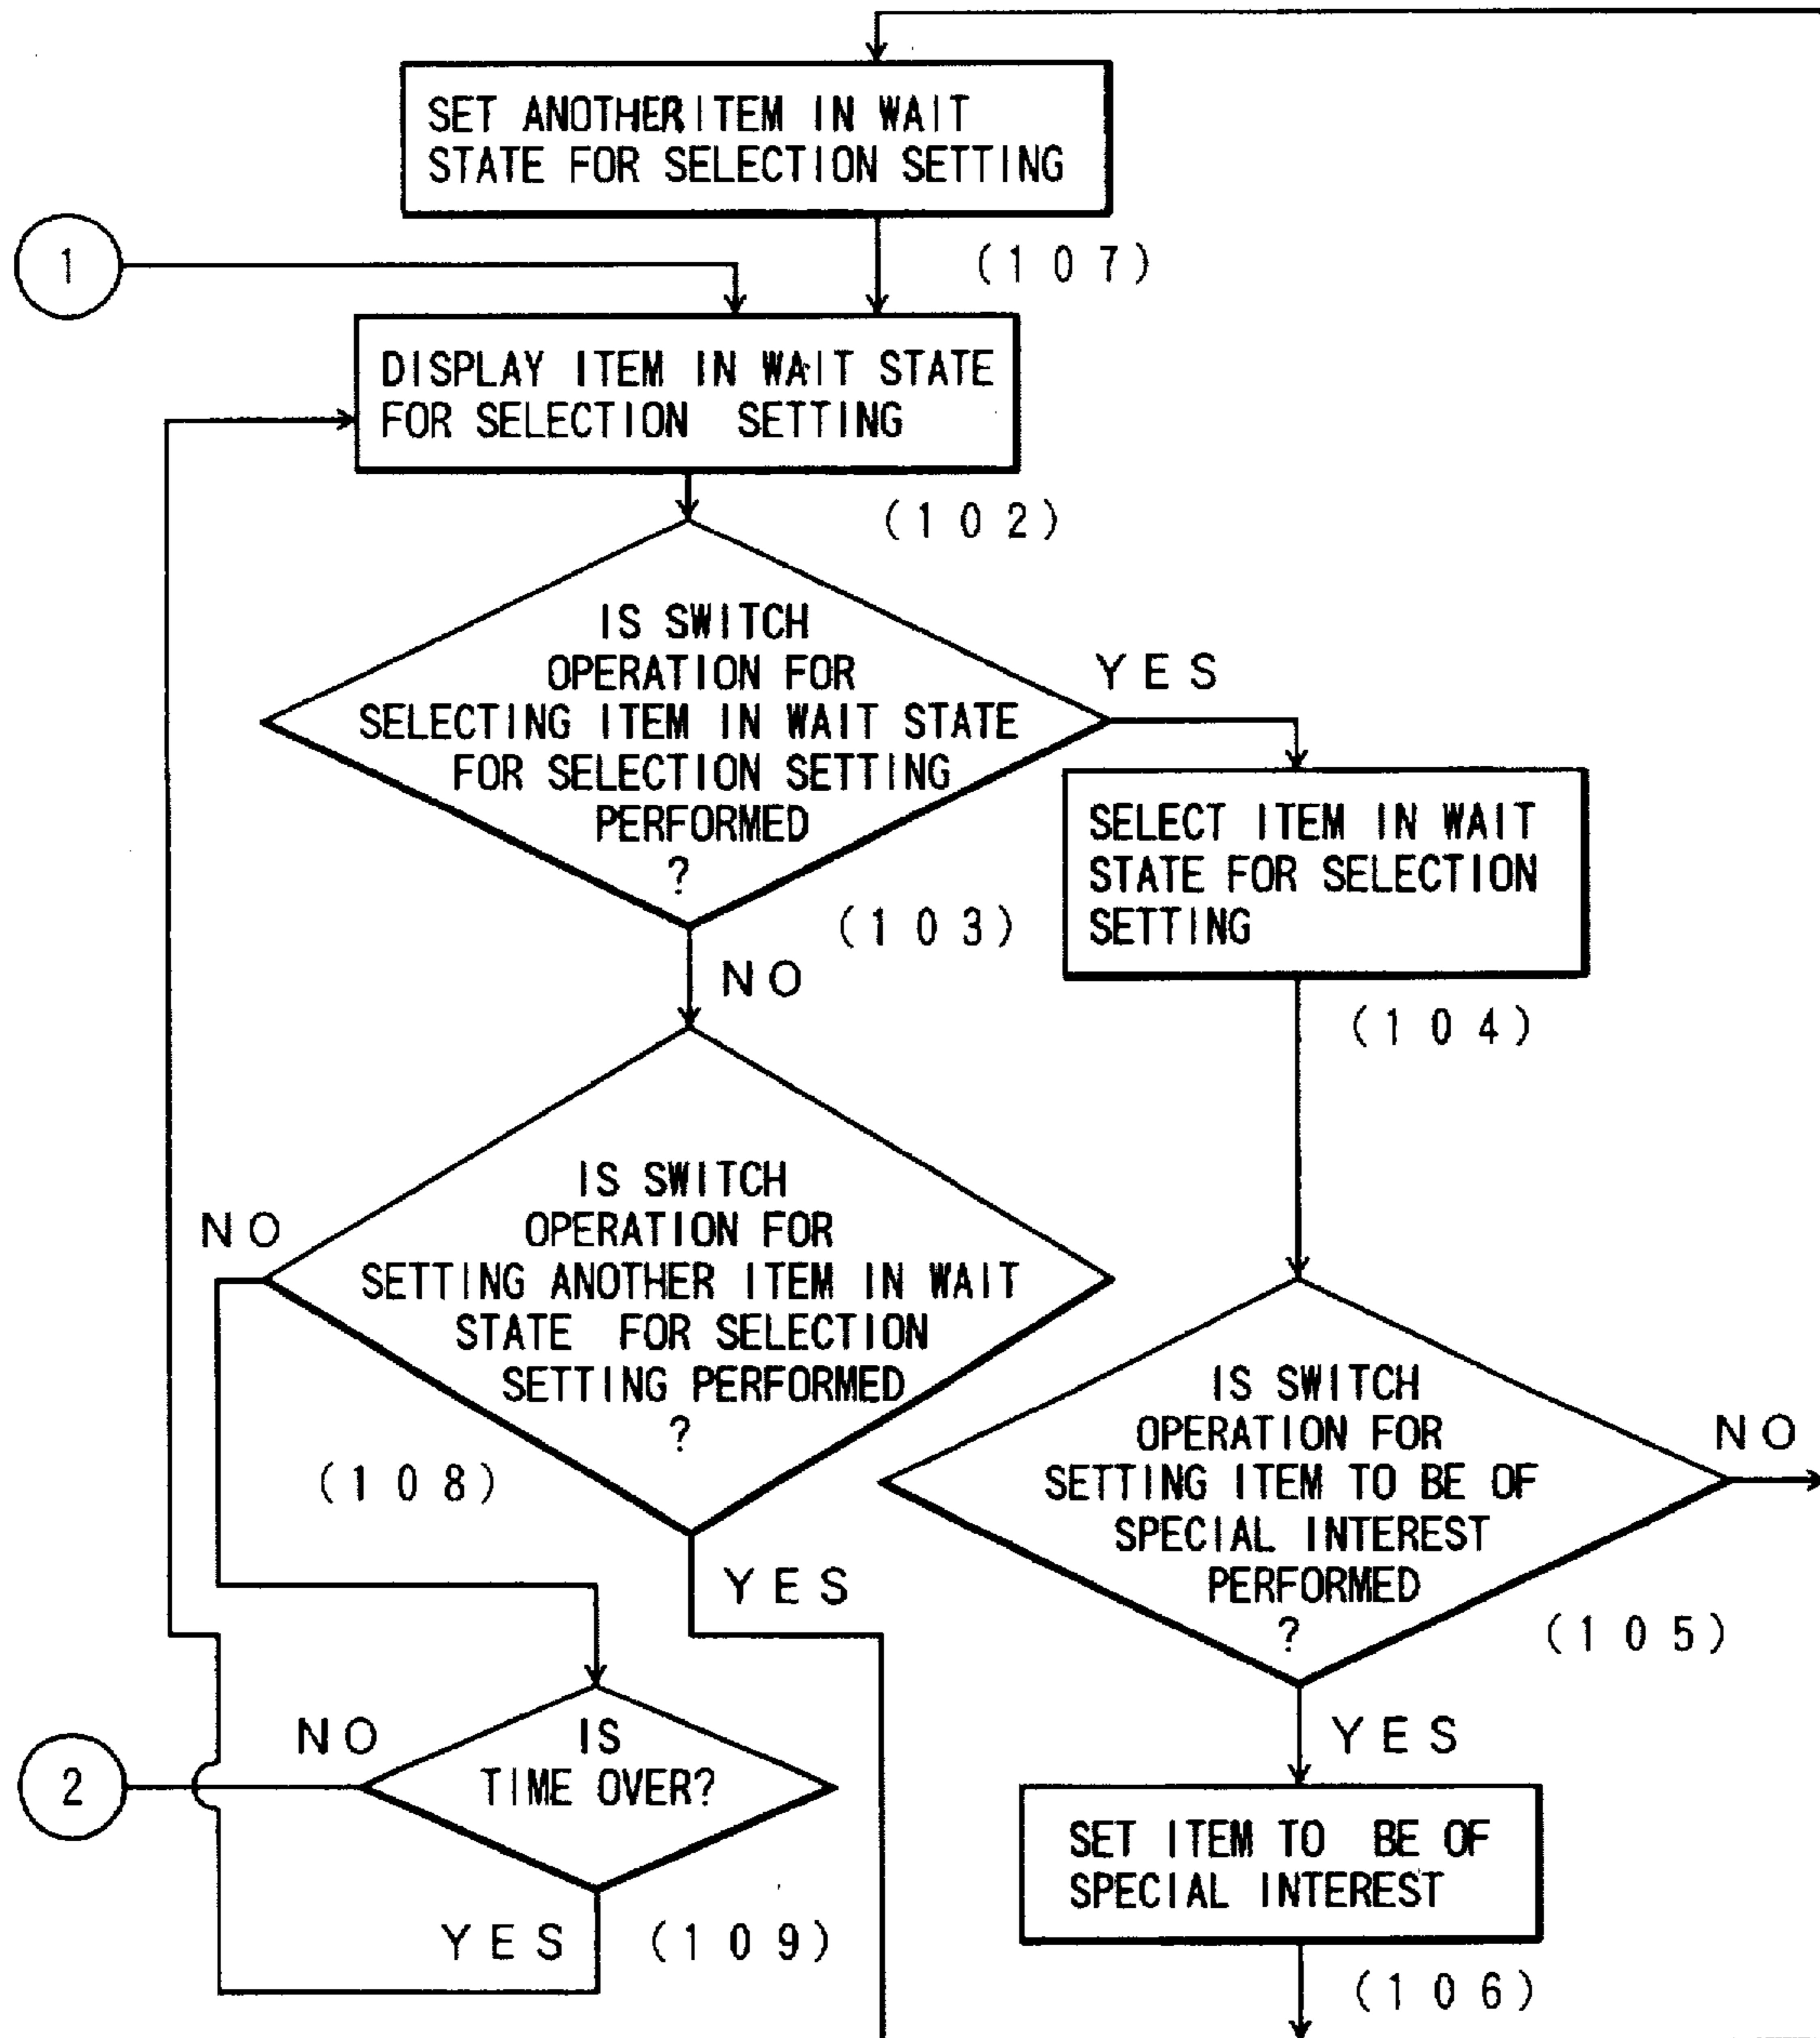 SET ANOTHER ITEM IN WAIT
STATE FOR SELECTION SETTING
(107)
1
DISPLAY ITEM IN WAIT STATE
FOR SELECTION SETTING
(102)
IS SWITCH
OPERATION FOR
SELECTING ITEM IN WAIT STATE
FOR SELECTION SETTING
PERFORMED
?
(103)
YES
NO
SELECT ITEM IN WAIT
STATE FOR SELECTION
SETTING
(104)
IS SWITCH
OPERATION FOR
SETTING ANOTHER ITEM IN WAIT
STATE FOR SELECTION
SETTING PERFORMED
?
NO
(108)
YES
IS SWITCH
OPERATION FOR
SETTING ITEM TO BE OF
SPECIAL INTEREST
PERFORMED
?
NO
(105)
YES
IS
TIME OVER?
NO
2
YES
(109)
SET ITEM TO BE OF
SPECIAL INTEREST
(106)